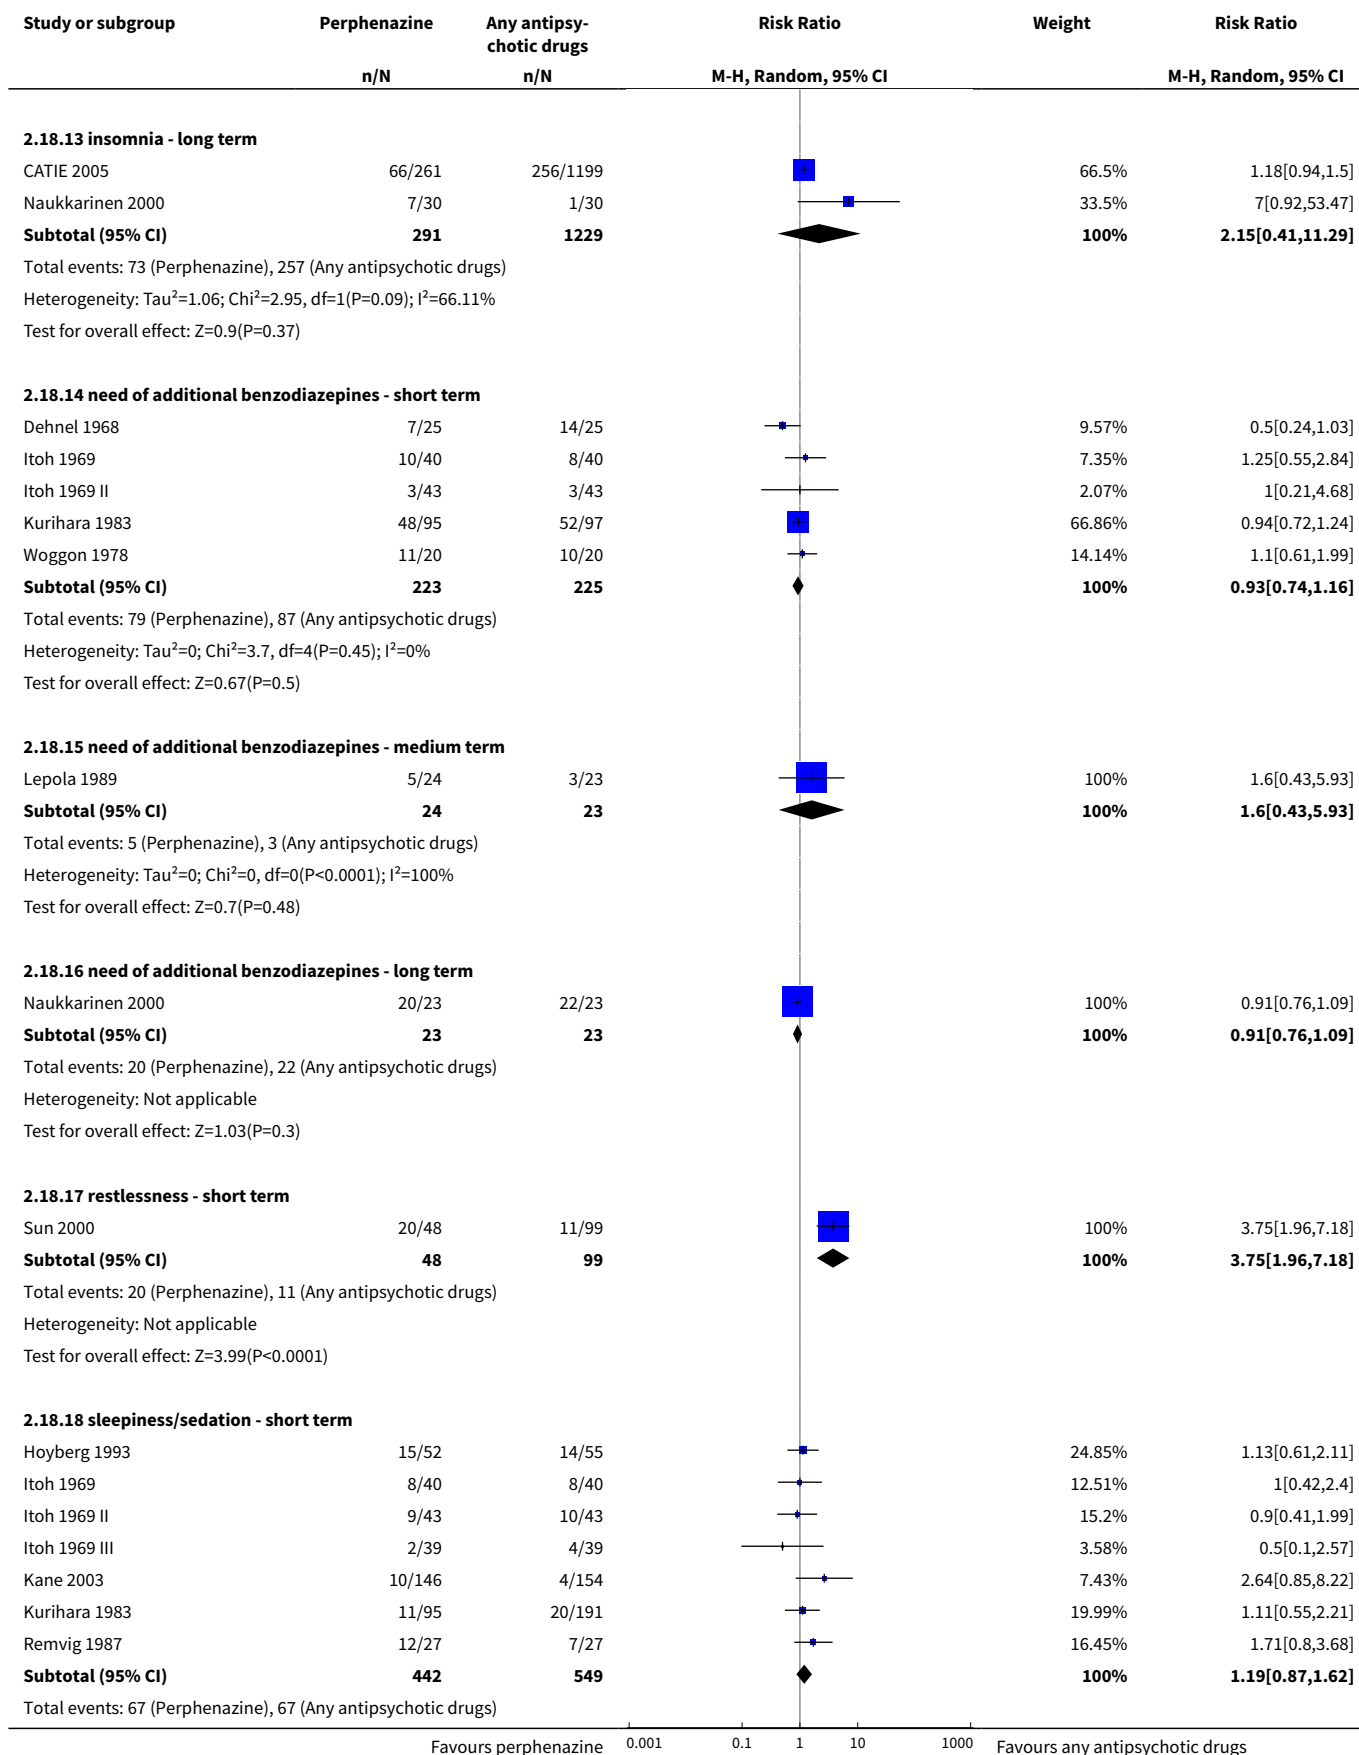 Study or subgroup Perphenazine Any antipsy- Risk Ratio Weight Risk Ratio
chotic drugs
n/N n/N M-H, Random, 95% CI M-H, Random, 95% CI
2.18.13 insomnia - long term
CATIE 2005 66/261 256/1199 66.5% 1.18[0.94,1.5]
Naukkarinen 2000 7/30 1/30 33.5% 7[0.92,53.47]
Subtotal (95% CI) 291 1229 100% 2.15[0.41,11.29]
Total events: 73 (Perphenazine), 257 (Any antipsychotic drugs)
Heterogeneity: Tau²=1.06; Chi²=2.95, df=1(P=0.09); I²=66.11%
Test for overall effect: Z=0.9(P=0.37)
2.18.14 need of additional benzodiazepines - short term
Dehnel 1968 7/25 14/25 9.57% 0.5[0.24,1.03]
Itoh 1969 10/40 8/40 7.35% 1.25[0.55,2.84]
Itoh 1969 II 3/43 3/43 2.07% 1[0.21,4.68]
Kurihara 1983 48/95 52/97 66.86% 0.94[0.72,1.24]
Woggon 1978 11/20 10/20 14.14% 1.1[0.61,1.99]
Subtotal (95% CI) 223 225 100% 0.93[0.74,1.16]
Total events: 79 (Perphenazine), 87 (Any antipsychotic drugs)
Heterogeneity: Tau²=0; Chi²=3.7, df=4(P=0.45); I²=0%
Test for overall effect: Z=0.67(P=0.5)
2.18.15 need of additional benzodiazepines - medium term
Lepola 1989 5/24 3/23 100% 1.6[0.43,5.93]
Subtotal (95% CI) 24 23 100% 1.6[0.43,5.93]
Total events: 5 (Perphenazine), 3 (Any antipsychotic drugs)
Heterogeneity: Tau²=0; Chi²=0, df=0(P<0.0001); I²=100%
Test for overall effect: Z=0.7(P=0.48)
2.18.16 need of additional benzodiazepines - long term
Naukkarinen 2000 20/23 22/23 100% 0.91[0.76,1.09]
Subtotal (95% CI) 23 23 100% 0.91[0.76,1.09]
Total events: 20 (Perphenazine), 22 (Any antipsychotic drugs)
Heterogeneity: Not applicable
Test for overall effect: Z=1.03(P=0.3)
2.18.17 restlessness - short term
Sun 2000 20/48 11/99 100% 3.75[1.96,7.18]
Subtotal (95% CI) 48 99 100% 3.75[1.96,7.18]
Total events: 20 (Perphenazine), 11 (Any antipsychotic drugs)
Heterogeneity: Not applicable
Test for overall effect: Z=3.99(P<0.0001)
2.18.18 sleepiness/sedation - short term
Hoyberg 1993 15/52 14/55 24.85% 1.13[0.61,2.11]
Itoh 1969 8/40 8/40 12.51% 1[0.42,2.4]
Itoh 1969 II 9/43 10/43 15.2% 0.9[0.41,1.99]
Itoh 1969 III 2/39 4/39 3.58% 0.5[0.1,2.57]
Kane 2003 10/146 4/154 7.43% 2.64[0.85,8.22]
Kurihara 1983 11/95 20/191 19.99% 1.11[0.55,2.21]
Remvig 1987 12/27 7/27 16.45% 1.71[0.8,3.68]
Subtotal (95% CI) 442 549 100% 1.19[0.87,1.62]
Total events: 67 (Perphenazine), 67 (Any antipsychotic drugs)
Favours perphenazine 0.001 0.1 1 10 1000 Favours any antipsychotic drugs